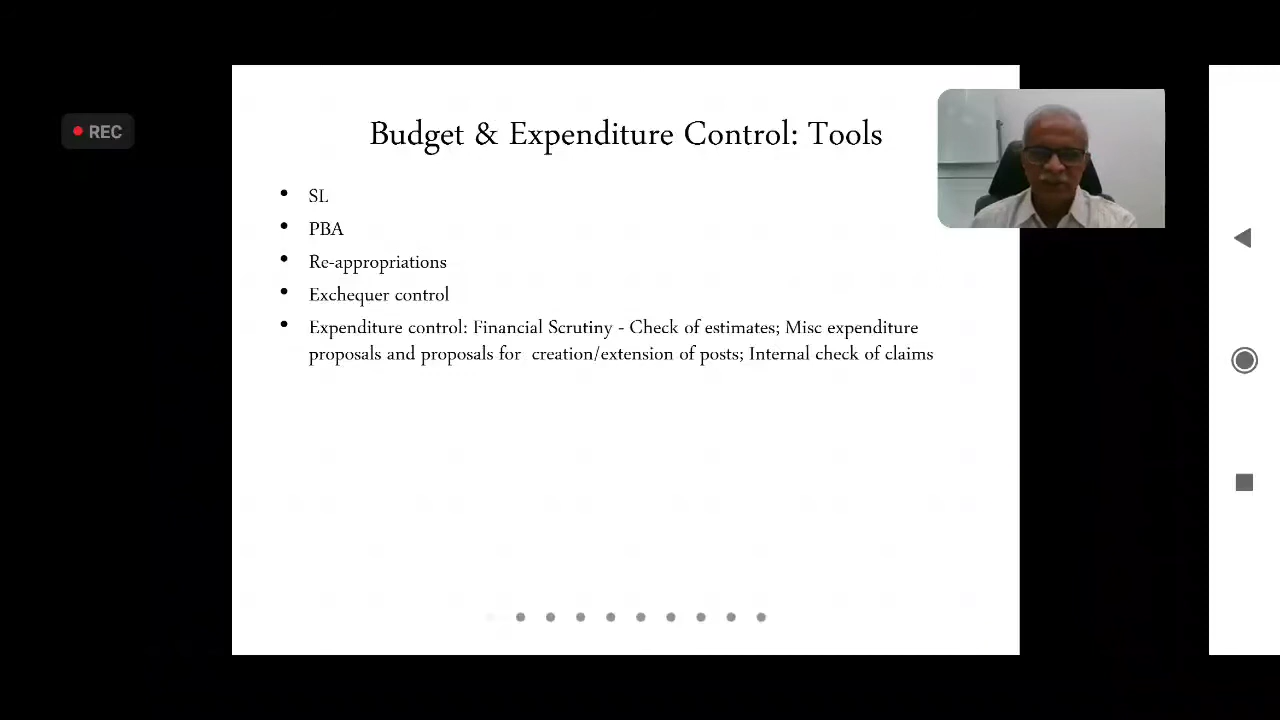 REC
Budget & Expenditure Control: Tools
• SL
• PBA
• Re-appropriations
• Exchequer control
• Expenditure control: Financial Scrutiny - Check of estimates; Misc expenditure
proposals and proposals for creation/extension of posts; Internal check of claims